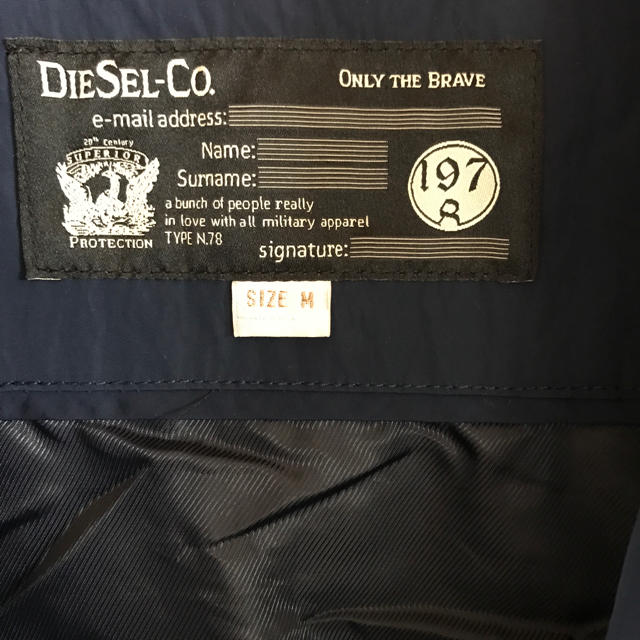 DIESEL-CO.
ONLY THE BRAVE
e-mail address:
20th Century
SUPERIOR
Name:
Surname:
197
8
a bunch of people really
in love with all military apparel
PROTECTION
TYPE N.78
signature:
SIZE M